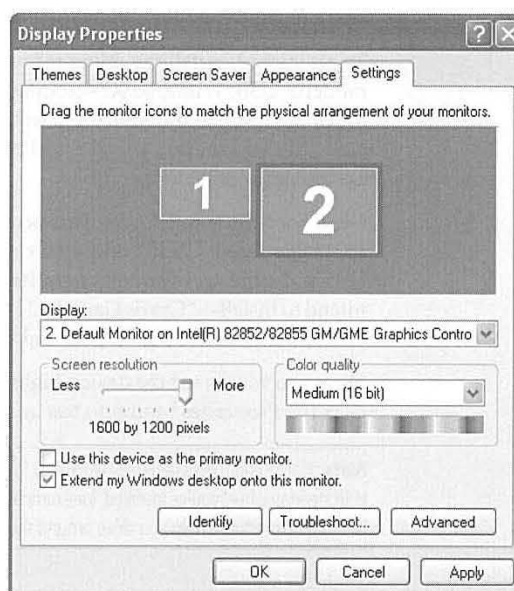 Display Properties
Themes Desktop Screen Saver Appearance Settings
Drag the monitor icons to match the physical arrangement of your monitors.
1 2
Display:
2. Default Monitor on Intel(R) 82852/82855 GM/GME Graphics Contro
Screen resolution
Less More
1600 by 1200 pixels
Color quality
Medium (16 bit)
Use this device as the primary monitor.
Extend my Windows desktop onto this monitor.
Identify Troubleshoot... Advanced
OK Cancel Apply